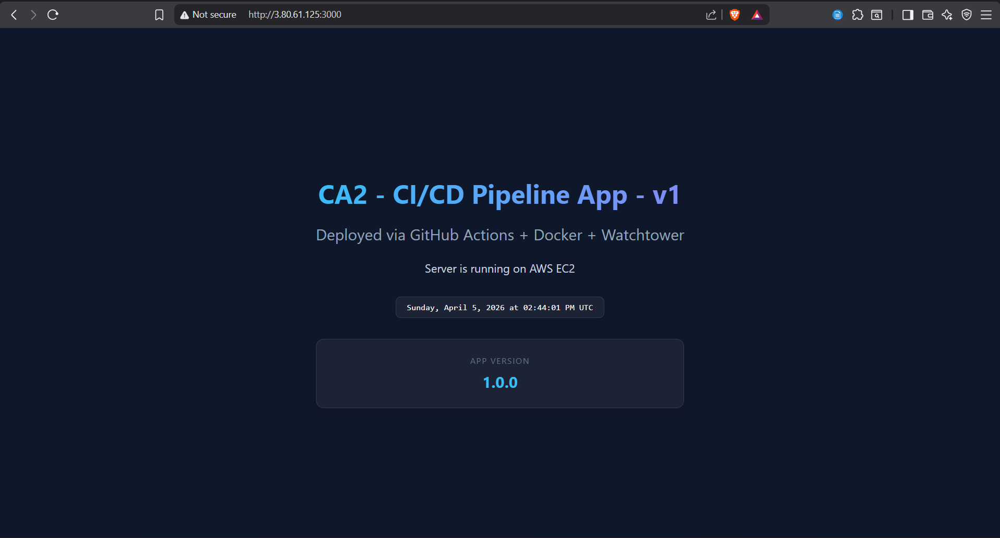 Not secure http://3.80.61.125:3000
CA2 - CI/CD Pipeline App - v1
Deployed via GitHub Actions + Docker + Watchtower
Server is running on AWS EC2
Sunday, April 5, 2026 at 02:44:01 PM UTC
APP VERSION
1.0.0